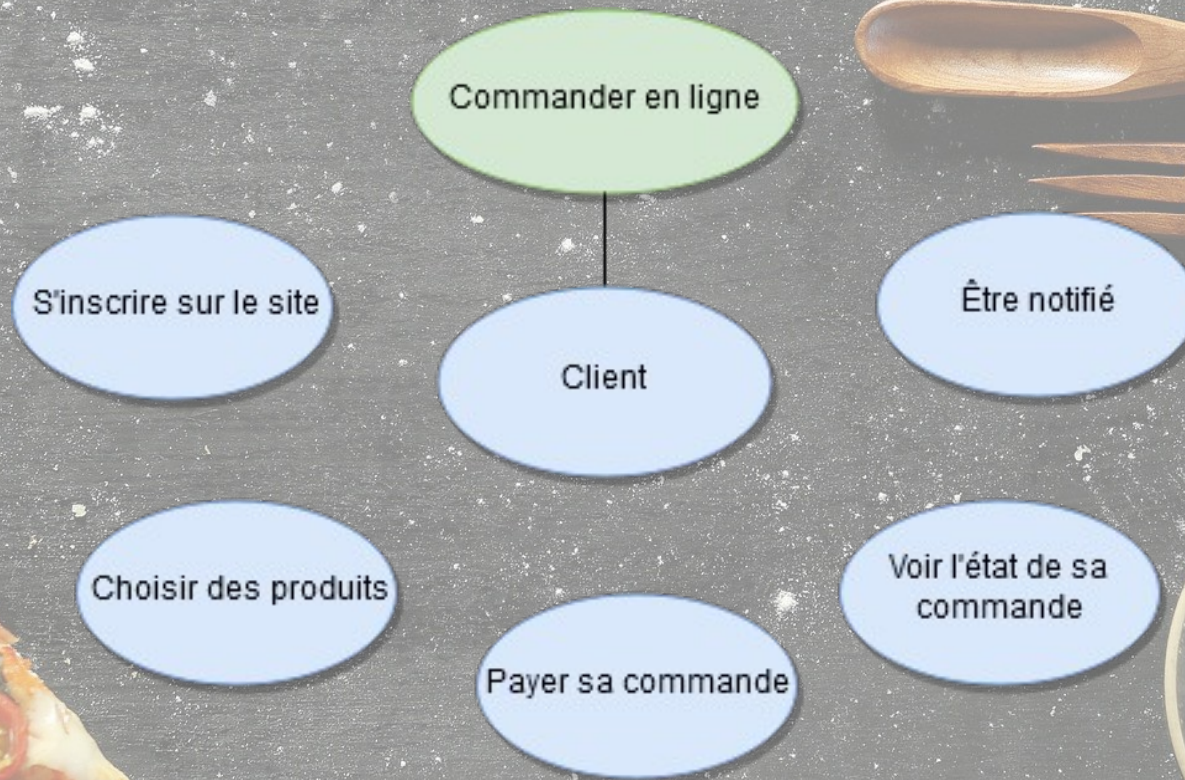 Commander en ligne
S'inscrire sur le site
Être notifié
Client
Choisir des produits
Voir l'état de sa
commande
Payer sa commande